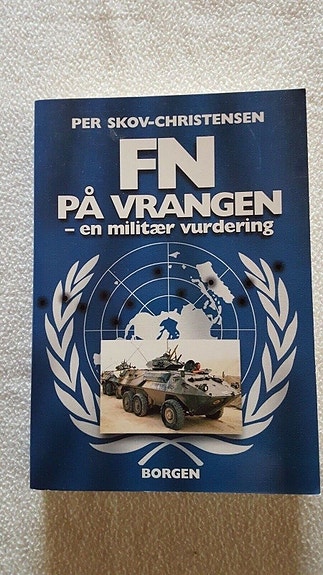 PER SKOV-CHRISTENSEN
FN
PÅ VRANGEN
– en militær vurdering
BORGEN